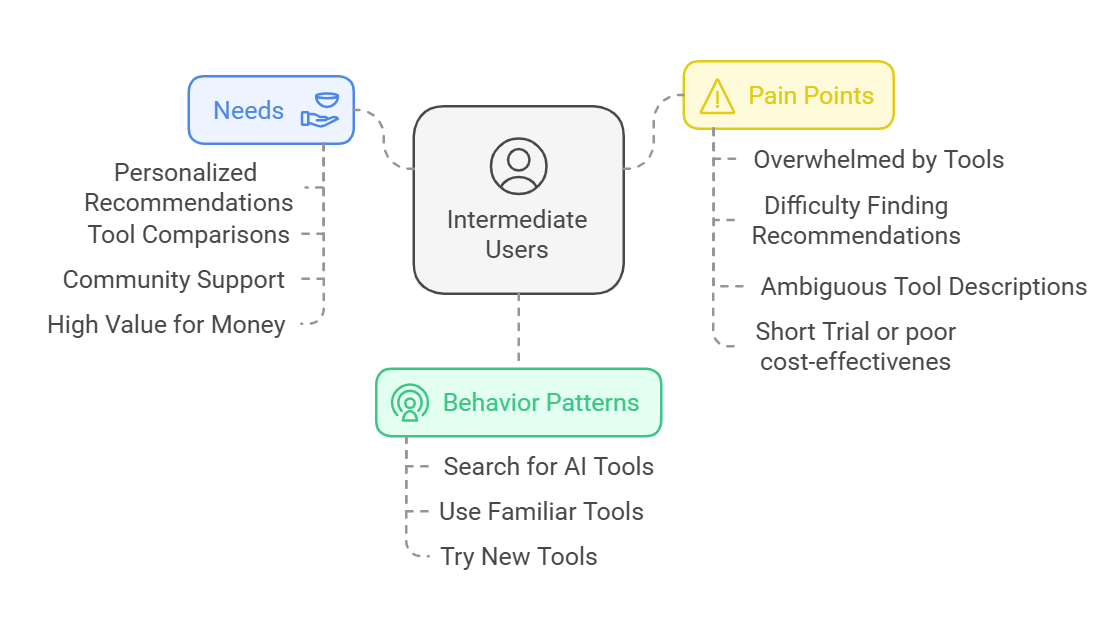 Needs
Personalized
Recommendations
Tool Comparisons
Community Support
High Value for Money
Intermediate
Users
Pain Points
Overwhelmed by Tools
Difficulty Finding
Recommendations
Ambiguous Tool Descriptions
Short Trial or poor
cost-effectivenes
Behavior Patterns
Search for AI Tools
Use Familiar Tools
Try New Tools